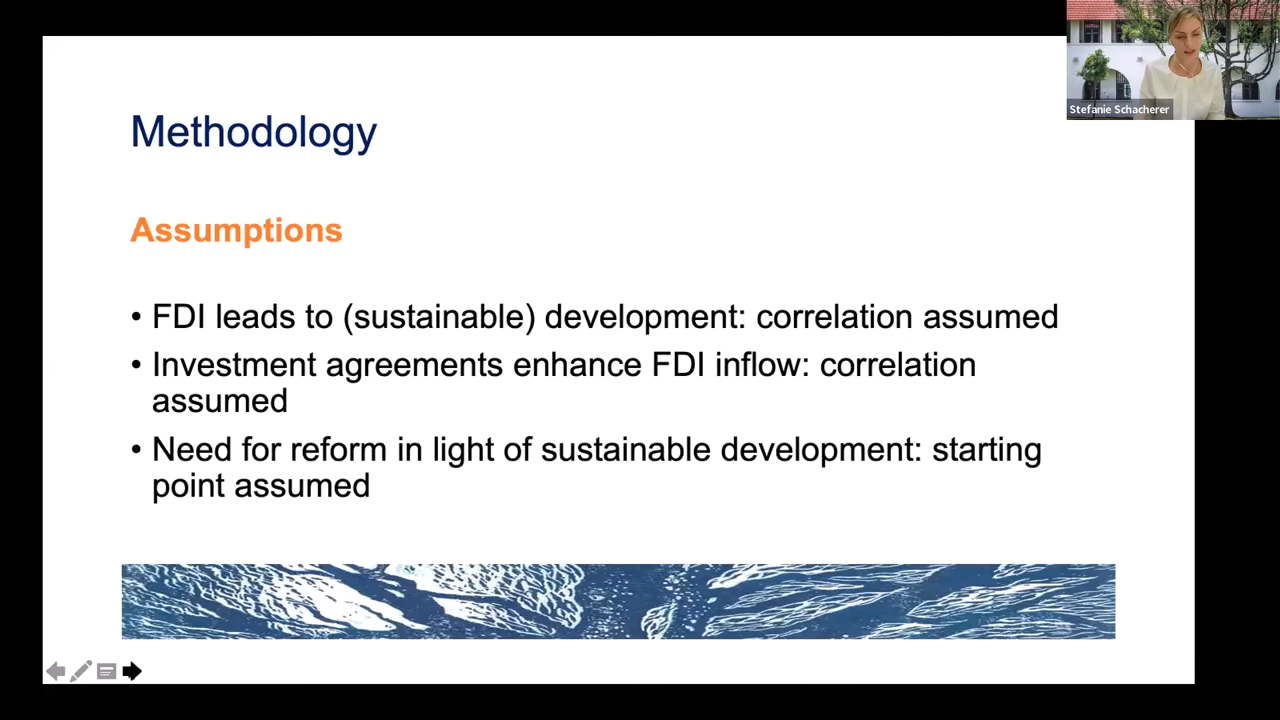 Stefanie Schacherer
Methodology
Assumptions
• FDI leads to (sustainable) development: correlation assumed
• Investment agreements enhance FDI inflow: correlation
assumed
• Need for reform in light of sustainable development: starting
point assumed